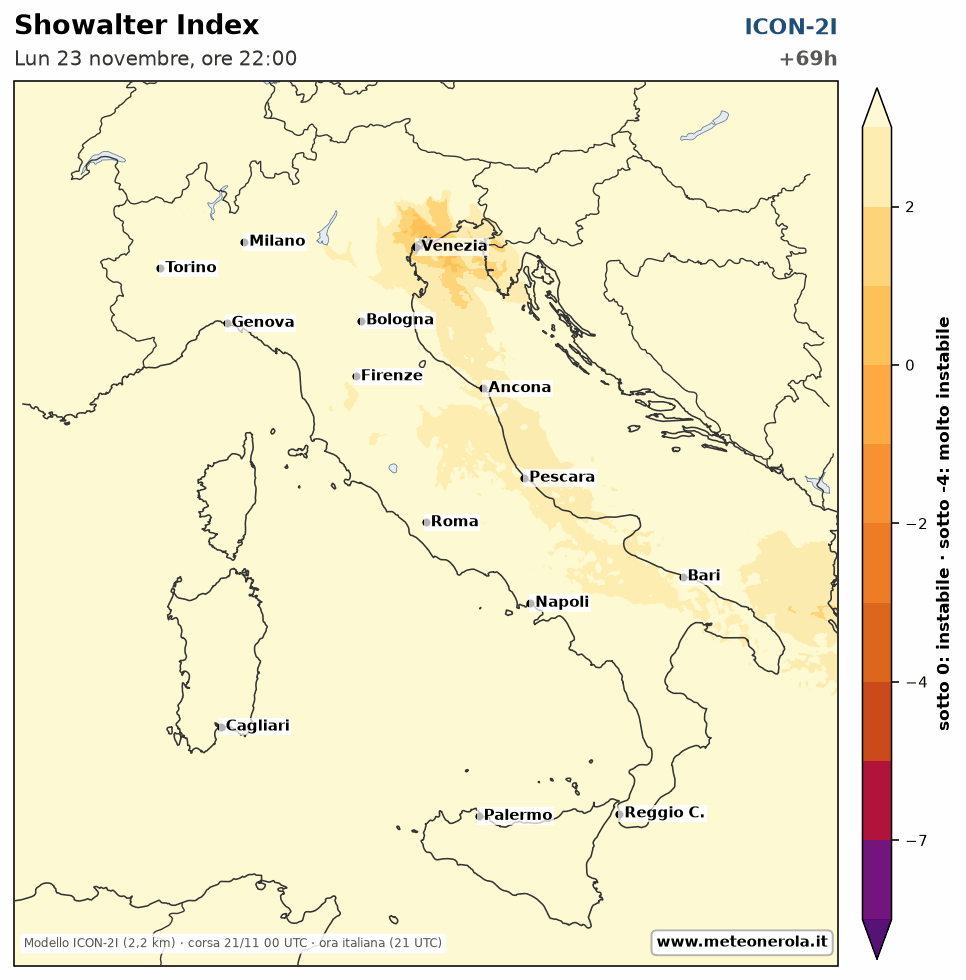 Showalter Index
ICON-2I
Lun 23 novembre, ore 22:00
+69h
Milano
Venezia
Torino
Genova
Bologna
Firenze
Ancona
Pescara
Roma
Bari
Napoli
Cagliari
Palermo
Reggio C.
2
0
−2
−4
−7
sotto 0: instabile · sotto -4: molto instabile
Modello ICON-2I (2,2 km) · corsa 21/11 00 UTC · ora italiana (21 UTC)
www.meteonerola.it